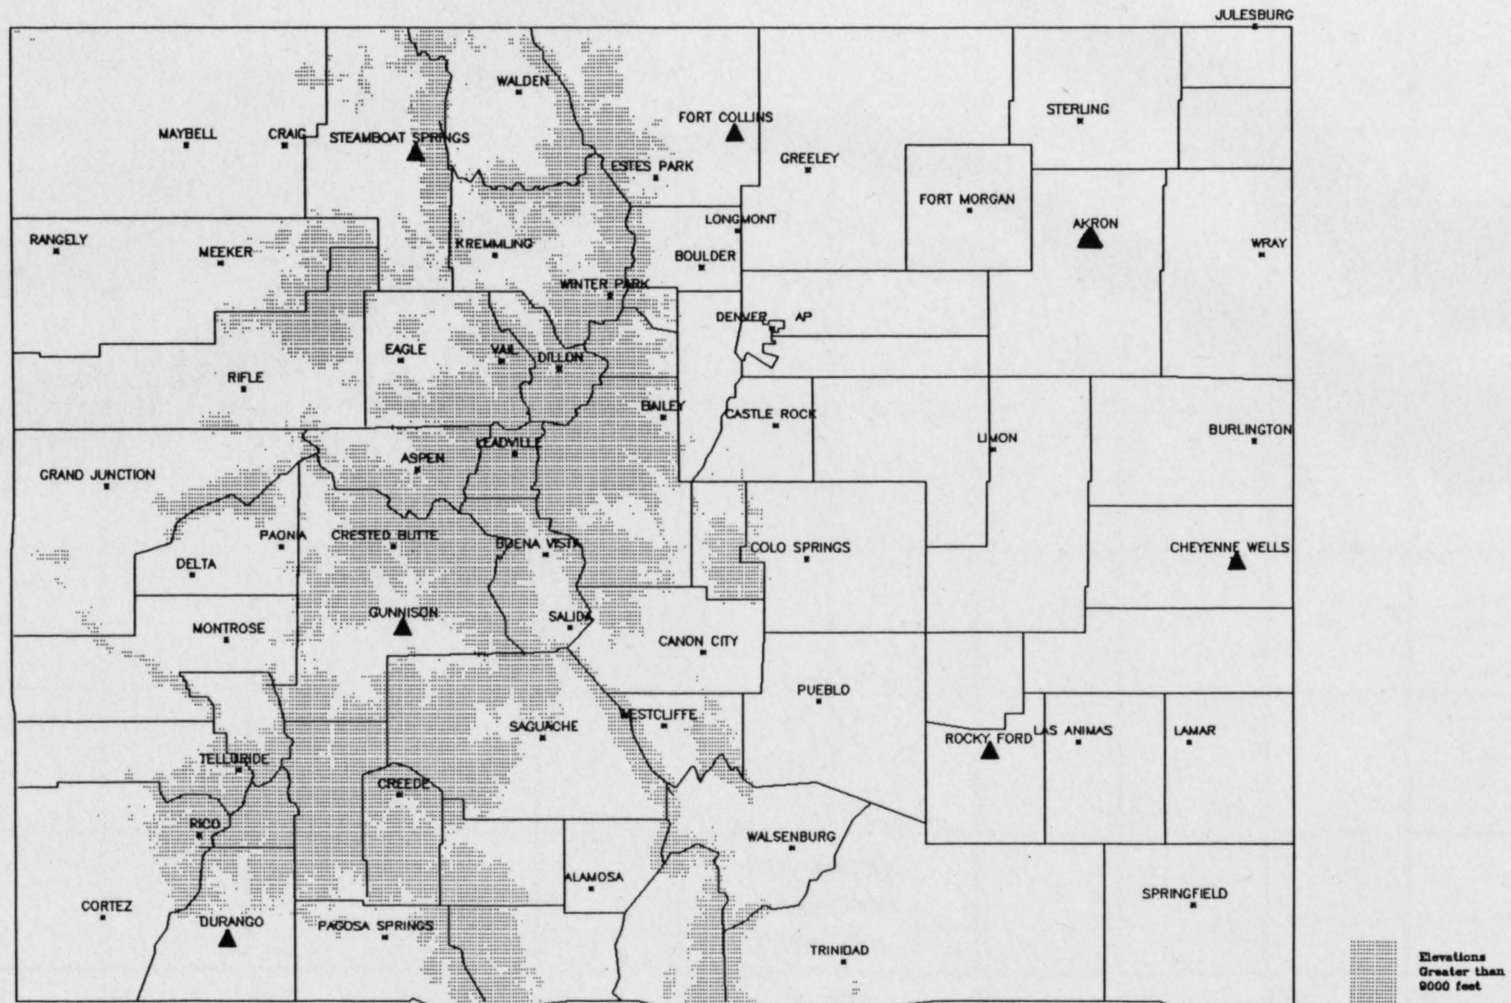 JULESBURG
WALDEN
FORT COLLINS
STERLING
MAYBELL
CRAIG
STEAMBOAT SPRINGS
ESTES PARK
GREELEY
FORT MORGAN
LONGMONT
AKRON
RANGELY
MEEKER
KREMMLING
BOULDER
WRAY
WINTER PARK
DENVER AP
EAGLE
VAIL
DILLON
RIFLE
BAILEY
CASTLE ROCK
LIMON
BURLINGTON
LEADVILLE
ASPEN
GRAND JUNCTION
PAONIA
CRESTED BUTTE
BUENA VISTA
COLO SPRINGS
CHEYENNE WELLS
DELTA
GUNNISON
SALIDA
MONTROSE
CANON CITY
PUEBLO
WESTCLIFFE
SAGUACHE
ROCKY FORD
LAS ANIMAS
LAMAR
TELLURIDE
CREEDE
RICO
WALSENBURG
ALAMOSA
SPRINGFIELD
CORTEZ
DURANGO
PAGOSA SPRINGS
TRINIDAD
Elevations
Greater than
9000 feet